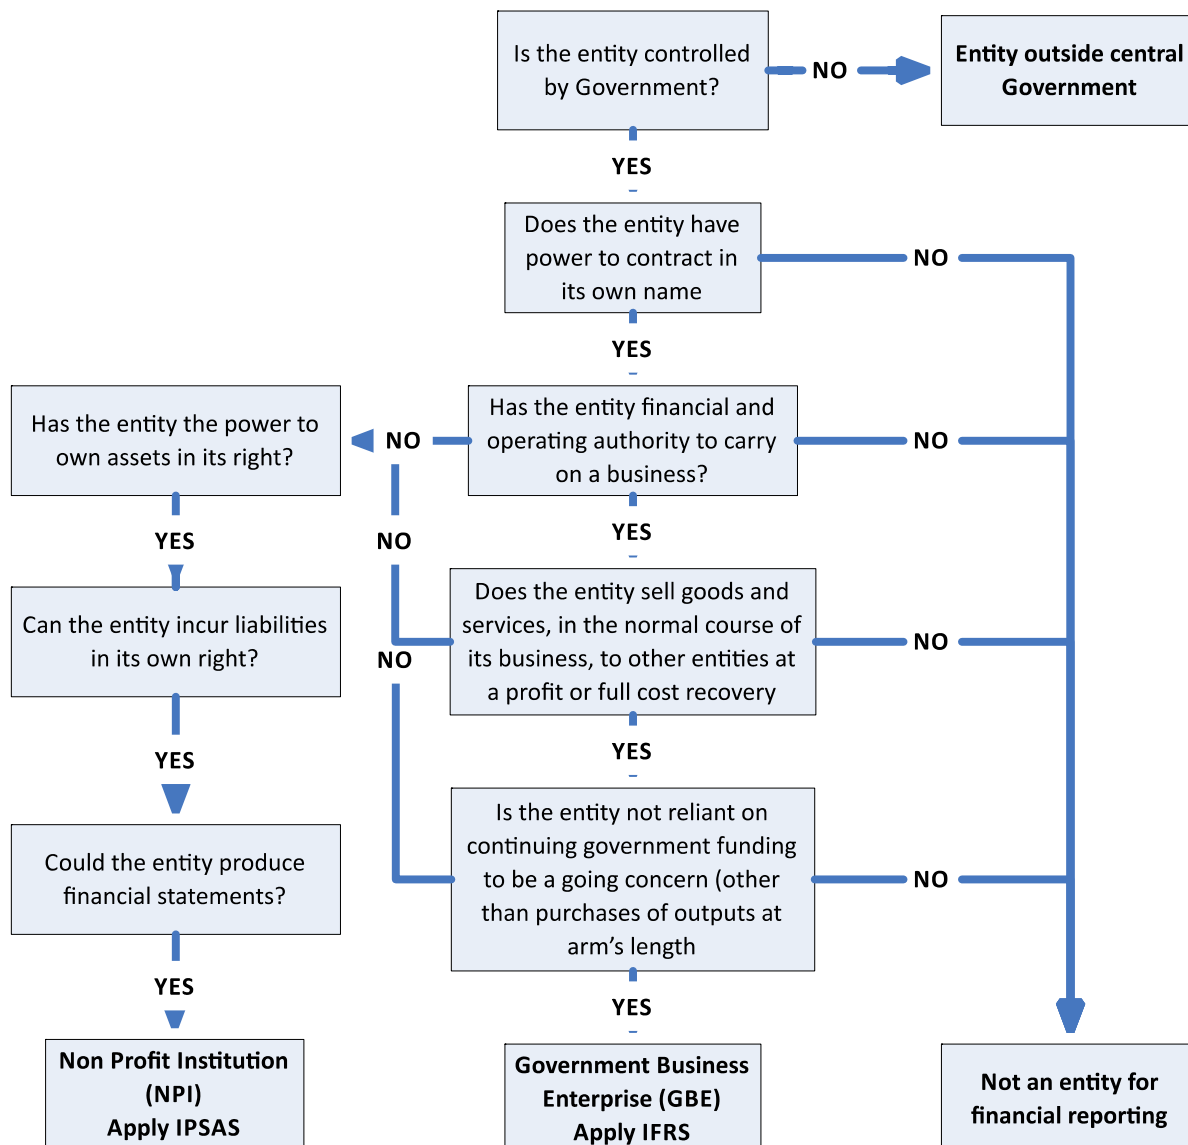 Is the entity controlled
by Government?
NO
Entity outside central
Government
YES
Does the entity have
power to contract in
its own name
NO
YES
Has the entity the power to
own assets in its right?
NO
Has the entity financial and
operating authority to carry
on a business?
NO
YES
NO
YES
Can the entity incur liabilities
in its own right?
NO
Does the entity sell goods and
services, in the normal course of
its business, to other entities at
a profit or full cost recovery
NO
YES
YES
Could the entity produce
financial statements?
Is the entity not reliant on
continuing government funding
to be a going concern (other
than purchases of outputs at
arm's length
NO
YES
YES
Non Profit Institution
(NPI)
Apply IPSAS
Government Business
Enterprise (GBE)
Apply IFRS
Not an entity for
financial reporting